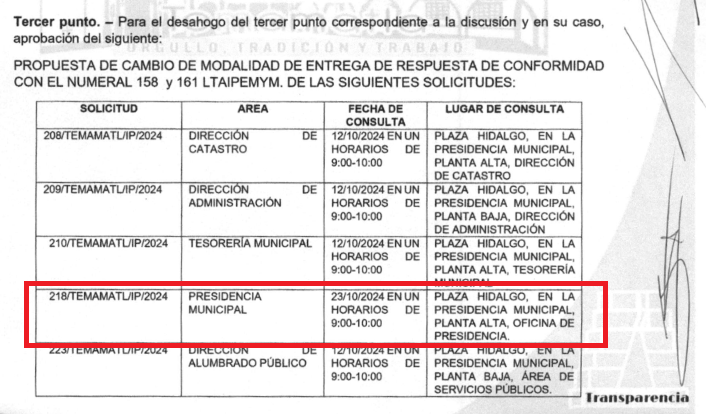 Tercer punto. – Para el desahogo del tercer punto correspondiente a la discusión y en su caso,
aprobación del siguiente:
ORGULLO, TRADICIÓN Y TRABAJO
PROPUESTA DE CAMBIO DE MODALIDAD DE ENTREGA DE RESPUESTA DE CONFORMIDAD
CON EL NUMERAL 158 y 161 LTAIPEMYM. DE LAS SIGUIENTES SOLICITUDES:
SOLICITUD AREA FECHA DE CONSULTA LUGAR DE CONSULTA
208/TEMAMATL/IP/2024 DIRECCIÓN DE 12/10/2024 EN UN PLAZA HIDALGO, EN LA
CATASTRO HORARIOS DE PRESIDENCIA MUNICIPAL,
9:00-10:00 PLANTA ALTA, DIRECCIÓN
DE CATASTRO
209/TEMAMATL/IP/2024 DIRECCIÓN DE 12/10/2024 EN UN PLAZA HIDALGO, EN LA
ADMINISTRACIÓN HORARIOS DE PRESIDENCIA MUNICIPAL,
9:00-10:00 PLANTA BAJA, DIRECCIÓN
DE ADMINISTRACIÓN
210/TEMAMATL/IP/2024 TESORERÍA MUNICIPAL 12/10/2024 EN UN PLAZA HIDALGO, EN LA
HORARIOS DE PRESIDENCIA MUNICIPAL,
9:00-10:00 PLANTA ALTA, TESORERÍA
MUNICIPAL
218/TEMAMATL/IP/2024 PRESIDENCIA 23/10/2024 EN UN PLAZA HIDALGO, EN LA
MUNICIPAL HORARIOS DE PRESIDENCIA MUNICIPAL,
9:00-10:00 PLANTA ALTA, OFICINA DE
PRESIDENCIA.
223/TEMAMATL/IP/2024 DIRECCIÓN DE 12/10/2024 EN UN PLAZA HIDALGO, EN LA
ALUMBRADO PÚBLICO HORARIOS DE PRESIDENCIA MUNICIPAL,
9:00-10:00 PLANTA BAJA, ÁREA DE
SERVICIOS PÚBLICOS.
Transparencia